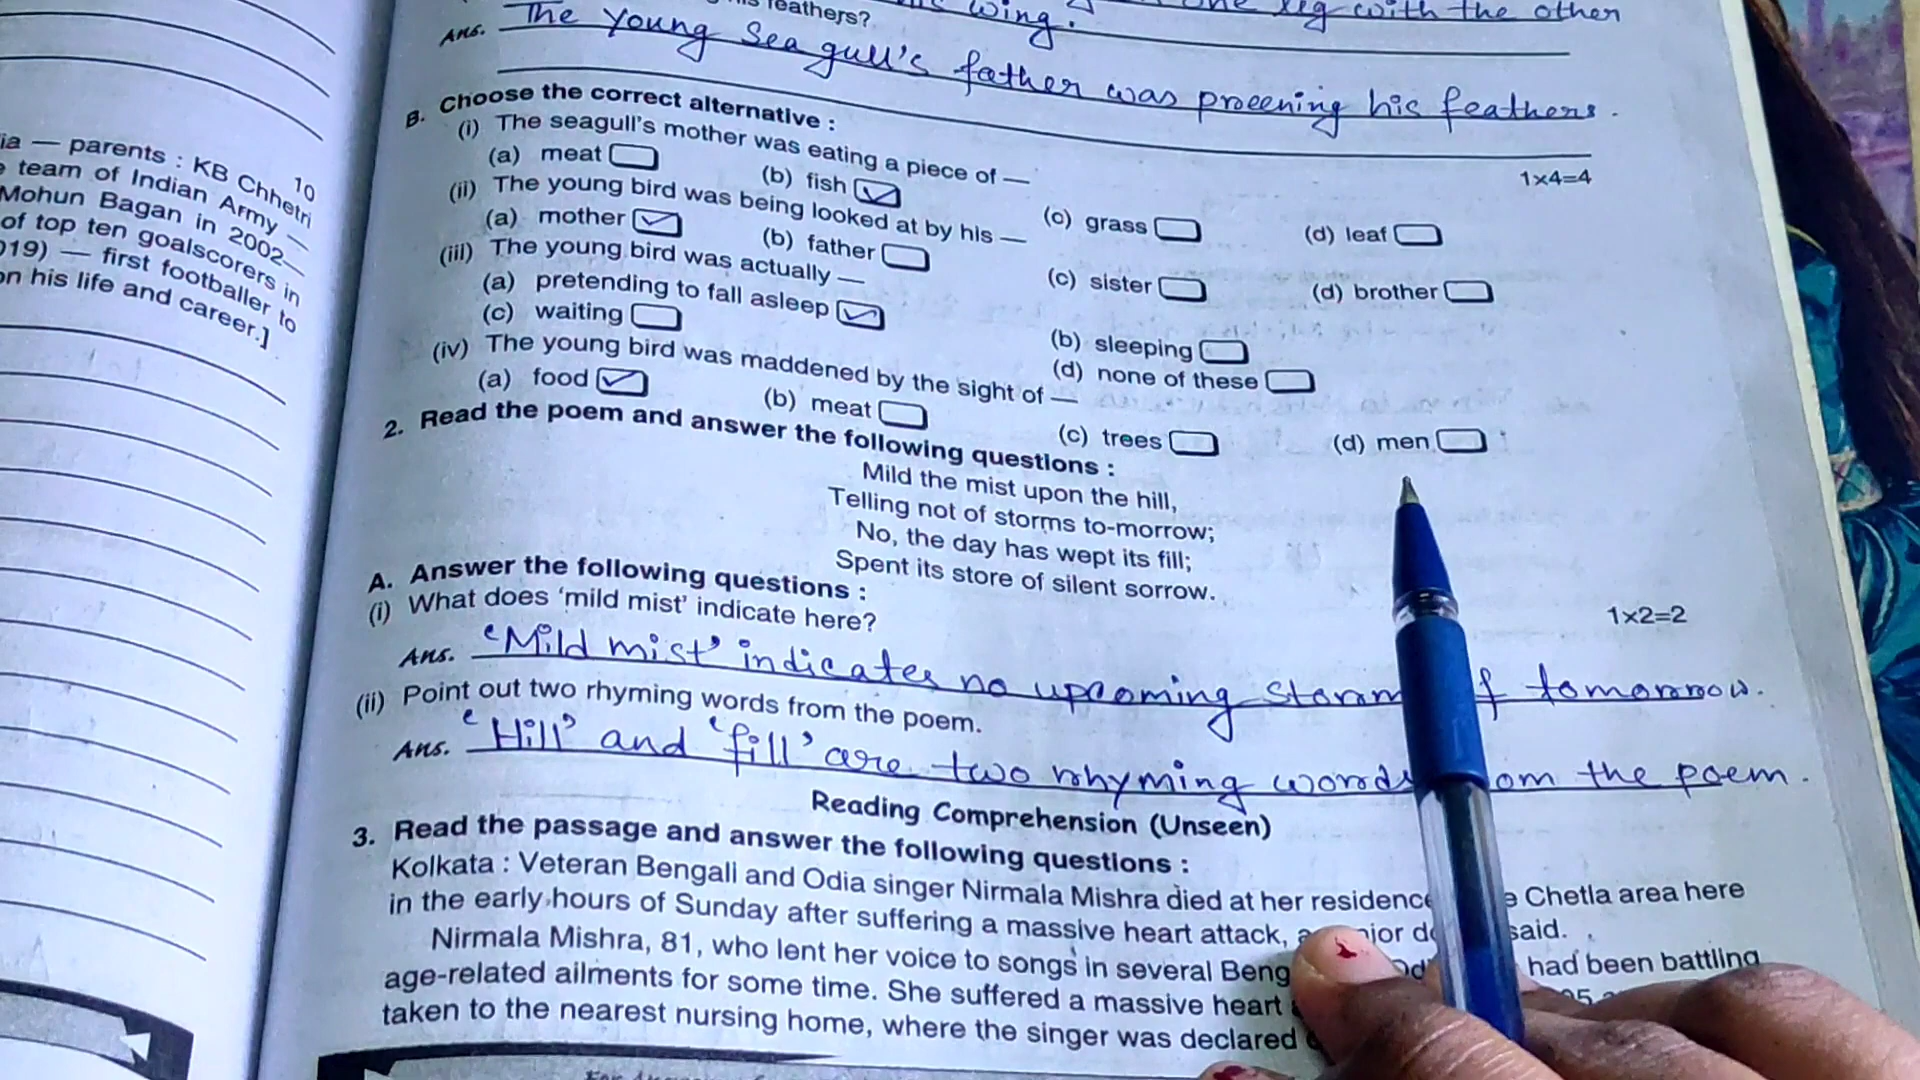 10
ia — parents : KB Chhetri
team of Indian Army —
Mohun Bagan in 2002—
of top ten goalscorers in
019) — first footballer to
on his life and career.]
feathers?
wing.
leg with the other
Ans. The young Sea gull's father was preening his feathers.
B. Choose the correct alternative :
1×4=4
(i) The seagull's mother was eating a piece of —
(a) meat (b) fish ✓ (c) grass (d) leaf
(ii) The young bird was being looked at by his —
(a) mother ✓ (b) father (c) sister (d) brother
(iii) The young bird was actually —
(a) pretending to fall asleep ✓ (b) sleeping
(c) waiting (d) none of these
(iv) The young bird was maddened by the sight of —
(a) food ✓ (b) meat (c) trees (d) men
2. Read the poem and answer the following questions :
Mild the mist upon the hill,
Telling not of storms to-morrow;
No, the day has wept its fill;
Spent its store of silent sorrow.
A. Answer the following questions :
1×2=2
(i) What does 'mild mist' indicate here?
Ans. 'Mild mist' indicates no upcoming storm tomorrow.
(ii) Point out two rhyming words from the poem.
Ans. 'Hill' and 'fill' are two rhyming words the poem.
Reading Comprehension (Unseen)
3. Read the passage and answer the following questions :
Kolkata : Veteran Bengali and Odia singer Nirmala Mishra died at her residence Chetla area here
in the early hours of Sunday after suffering a massive heart attack, said.
Nirmala Mishra, 81, who lent her voice to songs in several had been battling
age-related ailments for some time. She suffered a massive heart
taken to the nearest nursing home, where the singer was declared